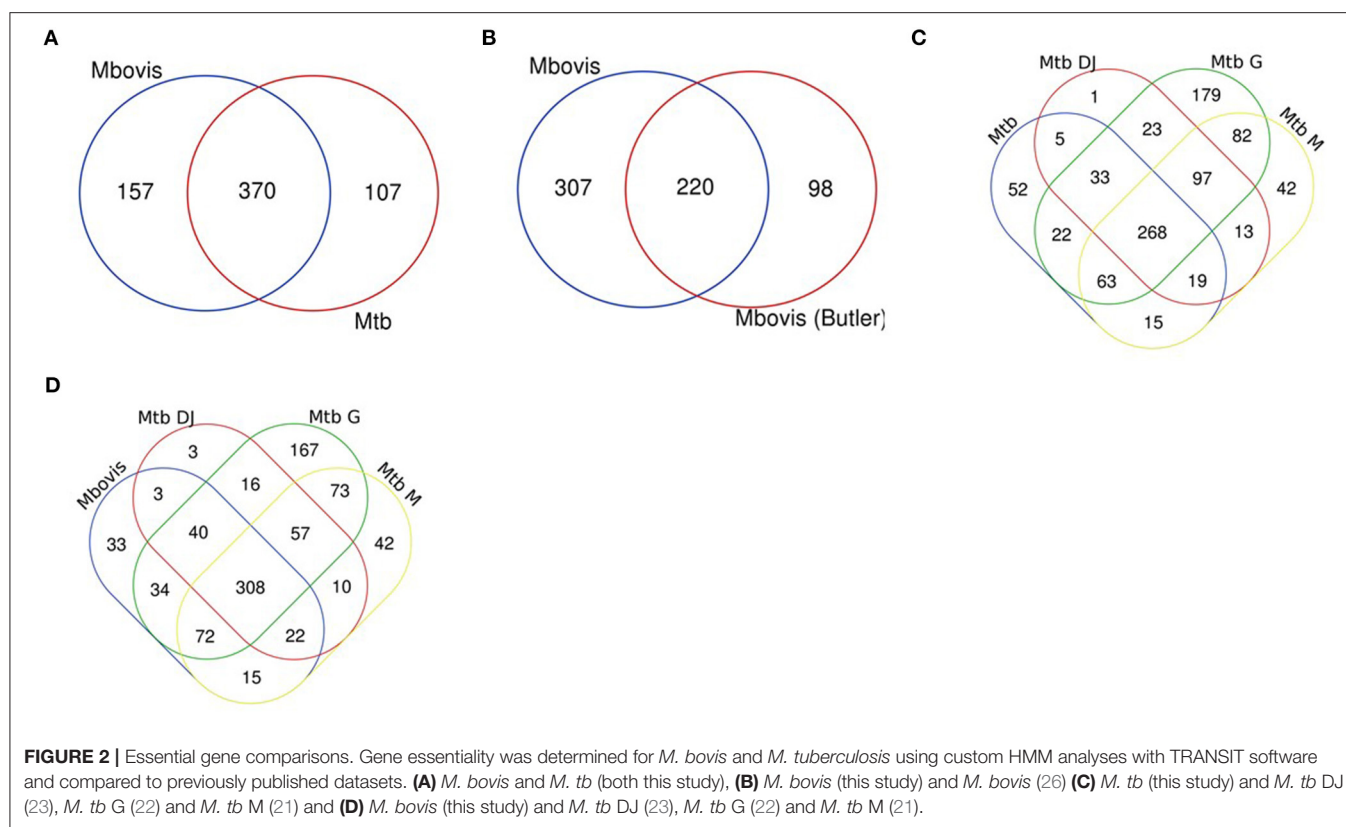 A
Mbovis
157
370
107
Mtb
B
Mbovis
307
220
98
Mbovis (Butler)
C
Mtb DJ
Mtb G
Mtb
Mtb M
1
179
5
23
82
52
33
97
42
22
268
13
63
19
15
D
Mtb DJ
Mtb G
Mbovis
Mtb M
3
167
3
16
73
33
40
57
42
34
308
10
72
22
15
FIGURE 2 | Essential gene comparisons. Gene essentiality was determined for M. bovis and M. tuberculosis using custom HMM analyses with TRANSIT software
and compared to previously published datasets. (A) M. bovis and M. tb (both this study), (B) M. bovis (this study) and M. bovis (26) (C) M. tb (this study) and M. tb DJ
(23), M. tb G (22) and M. tb M (21) and (D) M. bovis (this study) and M. tb DJ (23), M. tb G (22) and M. tb M (21).